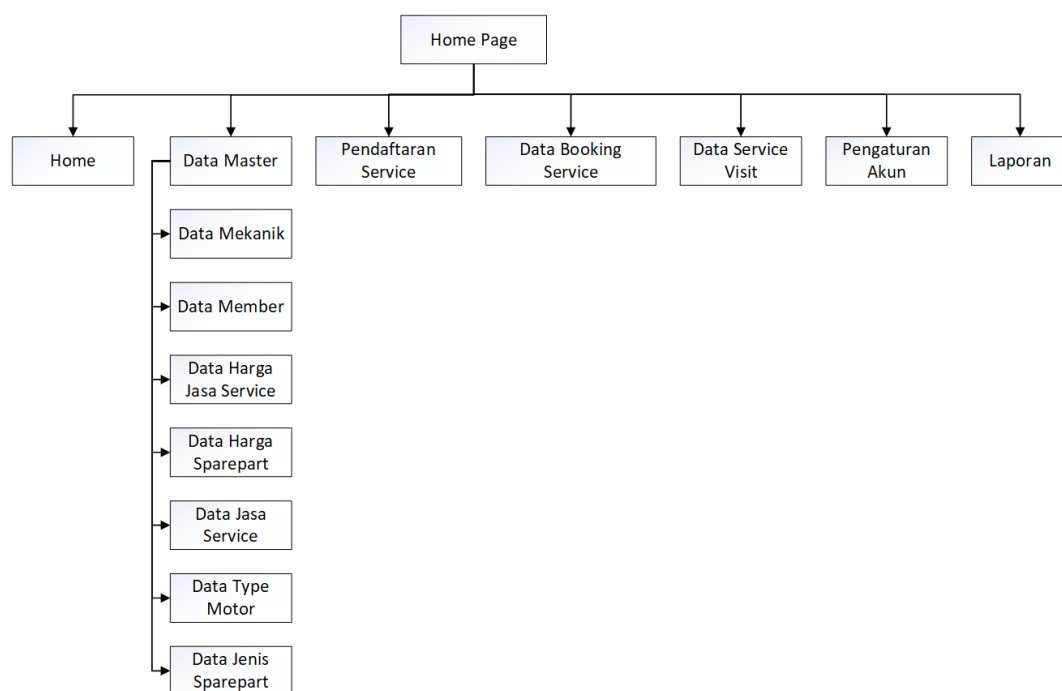 Home Page
Home
Data Master
Pendaftaran
Service
Data Booking
Service
Data Service
Visit
Pengaturan
Akun
Laporan
Data Mekanik
Data Member
Data Harga
Jasa Service
Data Harga
Sparepart
Data Jasa
Service
Data Type
Motor
Data Jenis
Sparepart